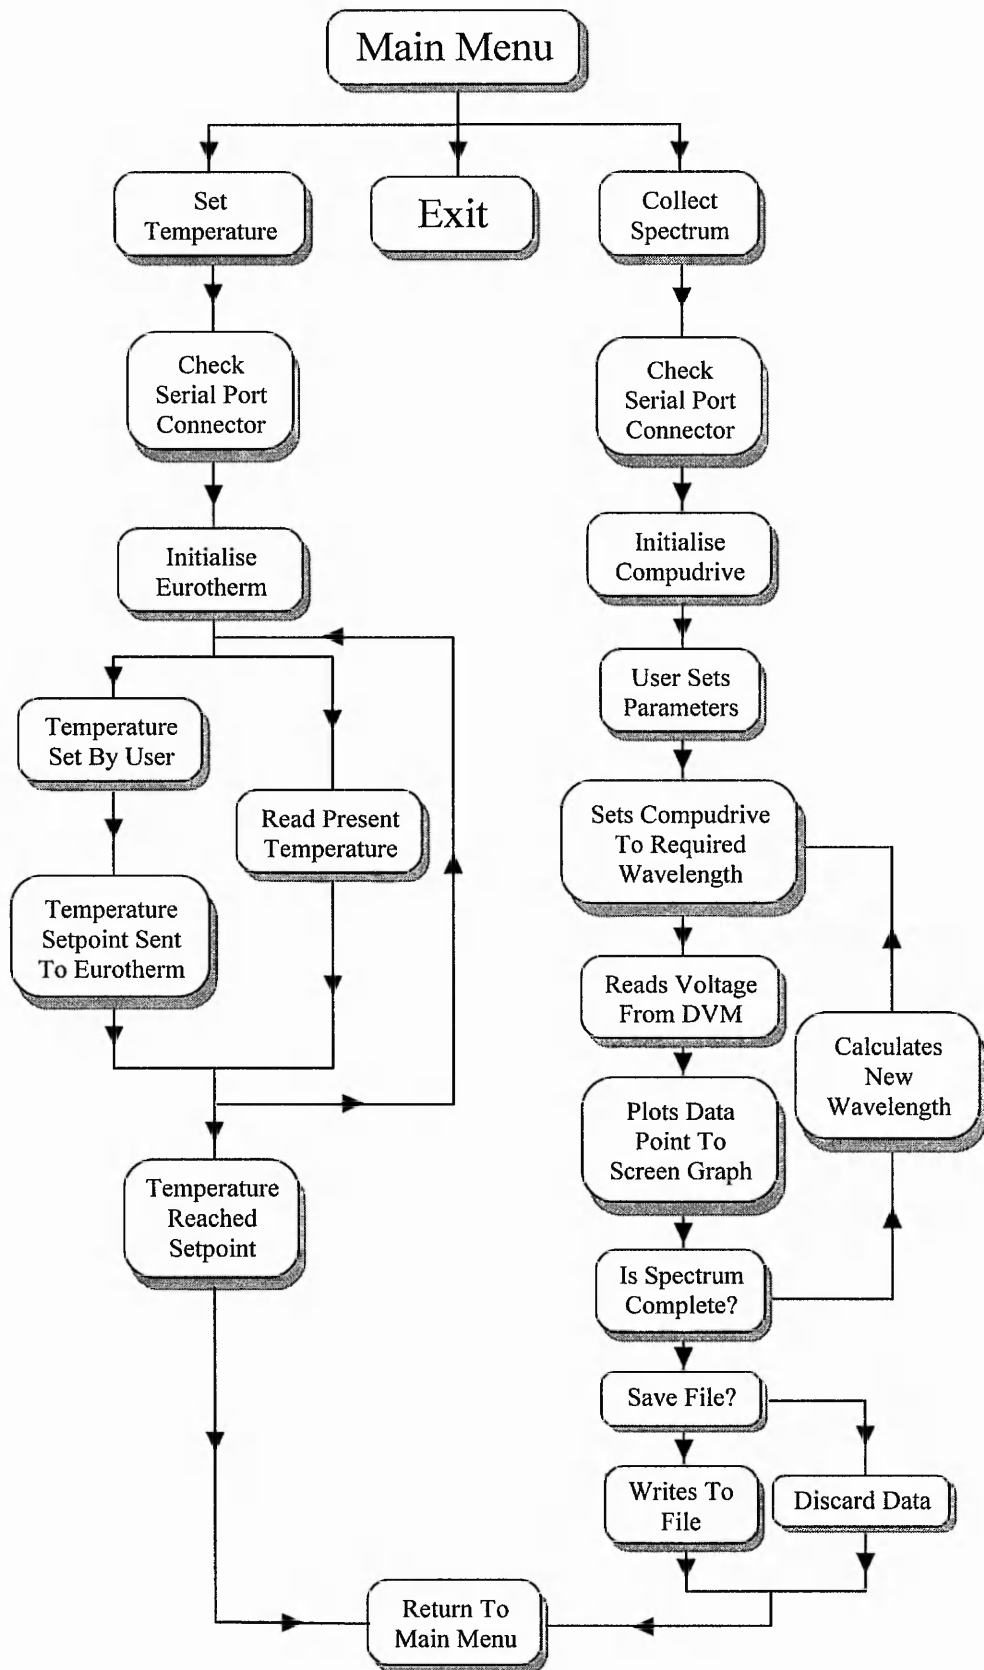 Main Menu
Set
Temperature
Exit
Collect
Spectrum
Check
Serial Port
Connector
Check
Serial Port
Connector
Initialise
Eurotherm
Initialise
Compudrive
User Sets
Parameters
Temperature
Set By User
Read Present
Temperature
Sets Compudrive
To Required
Wavelength
Temperature
Setpoint Sent
To Eurotherm
Reads Voltage
From DVM
Calculates
New
Wavelength
Plots Data
Point To
Screen Graph
Temperature
Reached
Setpoint
Is Spectrum
Complete?
Save File?
Writes To
File
Discard Data
Return To
Main Menu